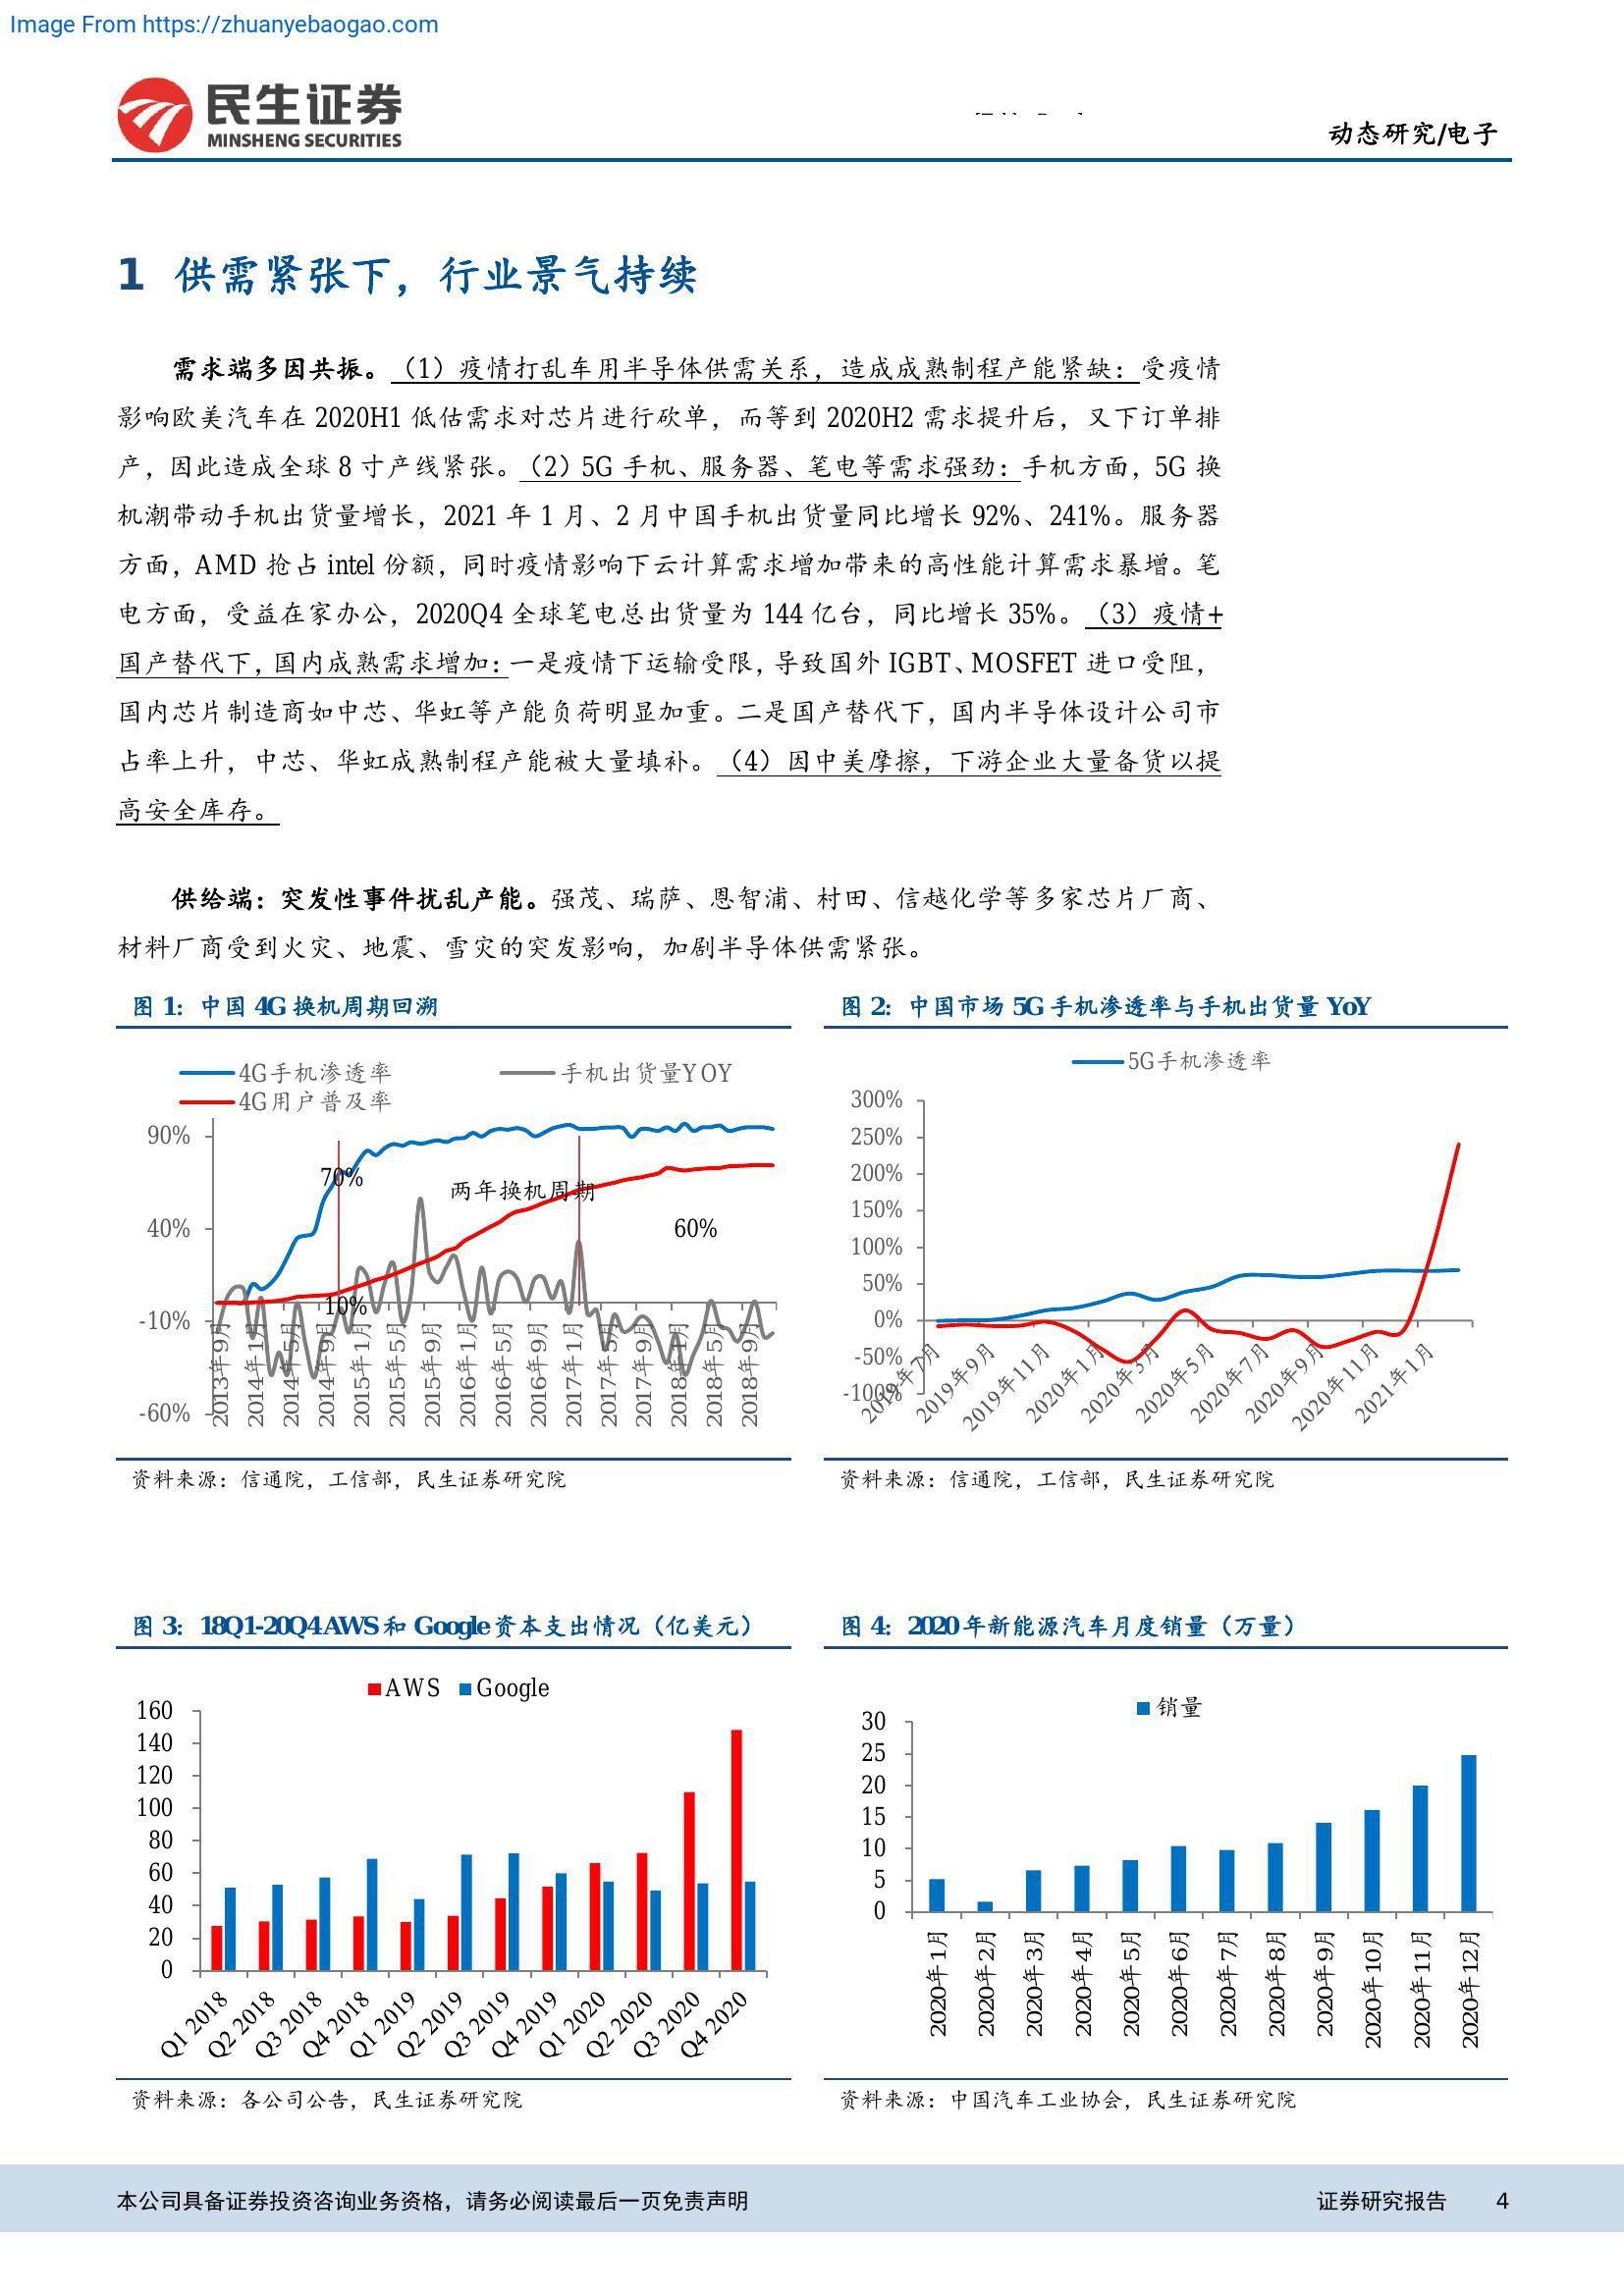 Image From https://zhuanyebaogao.com
民生证券
MINSHENG SECURITIES
动态研究/电子
1 供需紧张下，行业景气持续
需求端多因共振。（1）疫情打乱车用半导体供需关系，造成成熟制程产能紧缺：受疫情
影响欧美汽车在 2020H1 低估需求对芯片进行砍单，而等到 2020H2 需求提升后，又下订单排
产，因此造成全球 8 寸产线紧张。（2）5G 手机、服务器、笔电等需求强劲：手机方面，5G 换
机潮带动手机出货量增长，2021 年 1 月、2 月中国手机出货量同比增长 92%、241%。服务器
方面，AMD 抢占 intel 份额，同时疫情影响下云计算需求增加带来的高性能计算需求暴增。笔
电方面，受益在家办公，2020Q4 全球笔电总出货量为 144 亿台，同比增长 35%。（3）疫情+
国产替代下，国内成熟需求增加：一是疫情下运输受限，导致国外 IGBT、MOSFET 进口受阻，
国内芯片制造商如中芯、华虹等产能负荷明显加重。二是国产替代下，国内半导体设计公司市
占率上升，中芯、华虹成熟制程产能被大量填补。（4）因中美摩擦，下游企业大量备货以提
高安全库存。
供给端：突发性事件扰乱产能。强茂、瑞萨、恩智浦、村田、信越化学等多家芯片厂商、
材料厂商受到火灾、地震、雪灾的突发影响，加剧半导体供需紧张。
图 1：中国 4G 换机周期回溯
4G手机渗透率
手机出货量YOY
4G用户普及率
90%
40%
-10%
-60%
70%
两年换机周期
60%
10%
2013年9月
2014年1月
2014年5月
2014年9月
2015年1月
2015年5月
2015年9月
2016年1月
2016年5月
2016年9月
2017年1月
2017年5月
2017年9月
2018年1月
2018年5月
2018年9月
资料来源：信通院，工信部，民生证券研究院
图 2：中国市场 5G 手机渗透率与手机出货量 YoY
5G手机渗透率
300%
250%
200%
150%
100%
50%
0%
-50%
-100%
2019年7月
2019年9月
2019年11月
2020年1月
2020年3月
2020年5月
2020年7月
2020年9月
2020年11月
2021年1月
资料来源：信通院，工信部，民生证券研究院
图 3：18Q1-20Q4 AWS 和 Google 资本支出情况（亿美元）
AWS
Google
160
140
120
100
80
60
40
20
0
Q1 2018
Q2 2018
Q3 2018
Q4 2018
Q1 2019
Q2 2019
Q3 2019
Q4 2019
Q1 2020
Q2 2020
Q3 2020
Q4 2020
资料来源：各公司公告，民生证券研究院
图 4：2020 年新能源汽车月度销量（万量）
销量
30
25
20
15
10
5
0
2020年1月
2020年2月
2020年3月
2020年4月
2020年5月
2020年6月
2020年7月
2020年8月
2020年9月
2020年10月
2020年11月
2020年12月
资料来源：中国汽车工业协会，民生证券研究院
本公司具备证券投资咨询业务资格，请务必阅读最后一页免责声明
证券研究报告 4